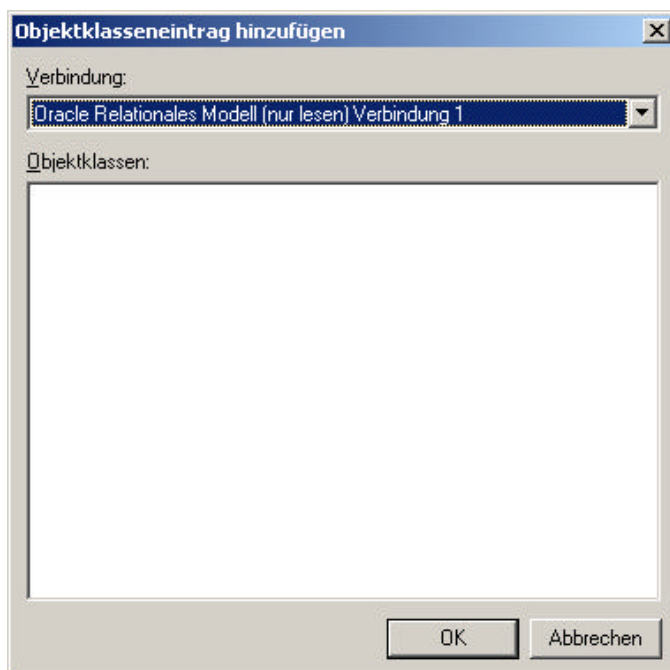 Objektklasseneintrag hinzufügen
Verbindung:
Oracle Relationales Modell (nur lesen) Verbindung 1
Objektklassen:
OK
Abbrechen